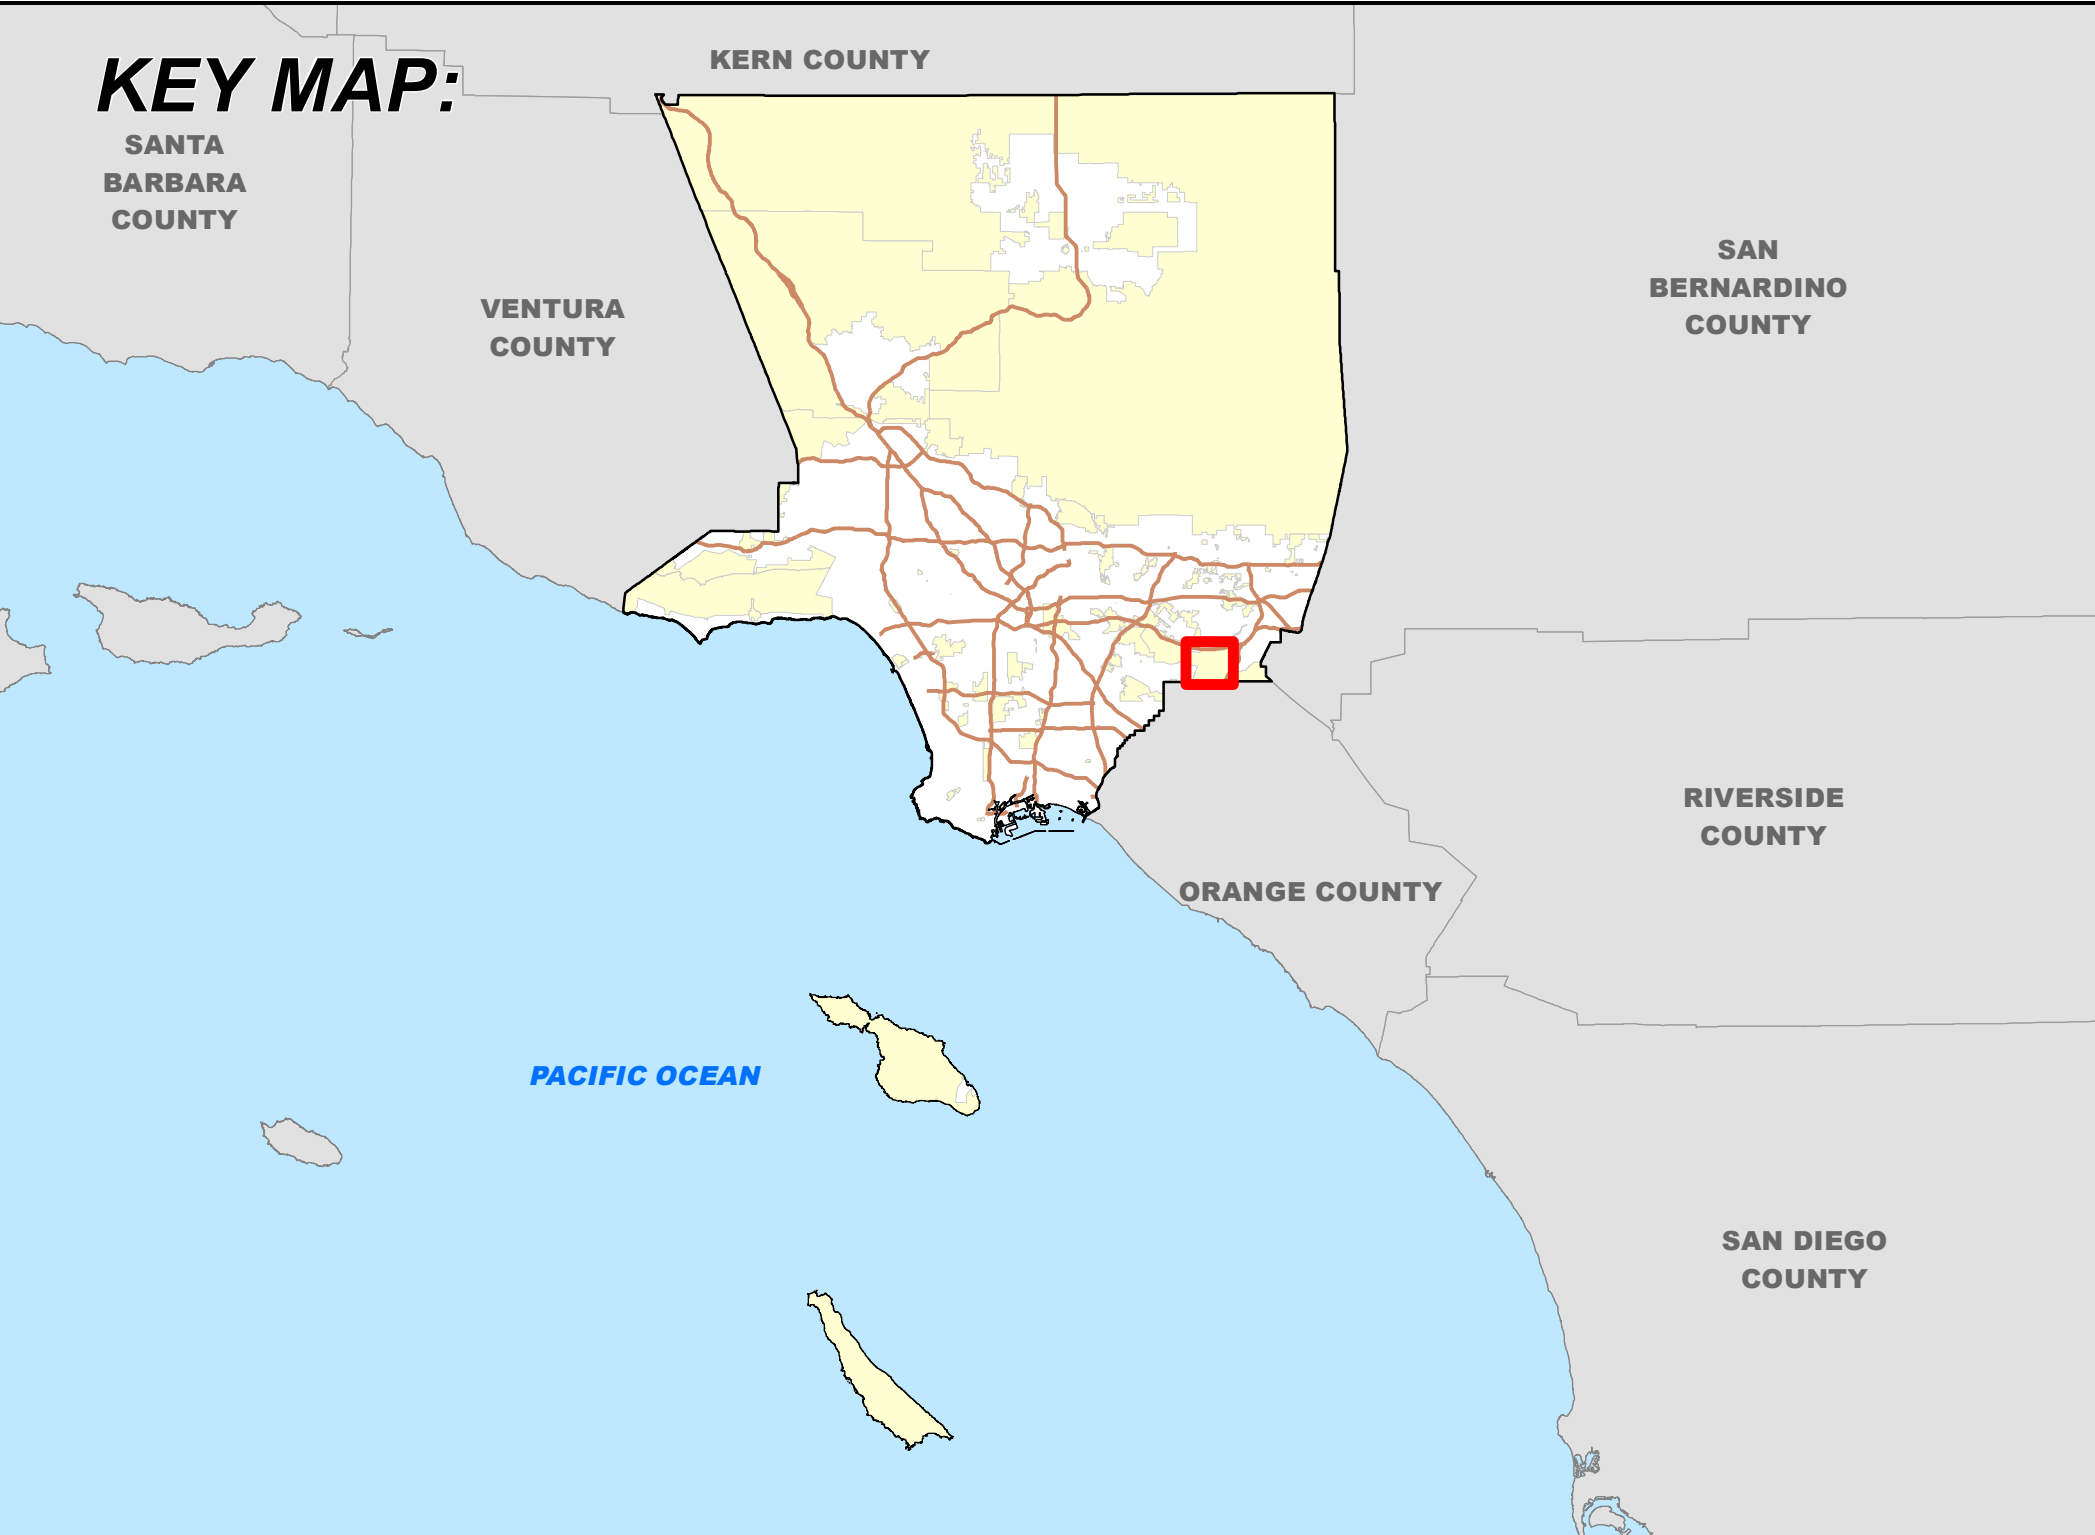 KERN COUNTY
KEY MAP:
SANTA
BARBARA
COUNTY
VENTURA
COUNTY
SAN
BERNARDINO
COUNTY
RIVERSIDE
COUNTY
ORANGE COUNTY
PACIFIC OCEAN
SAN DIEGO
COUNTY